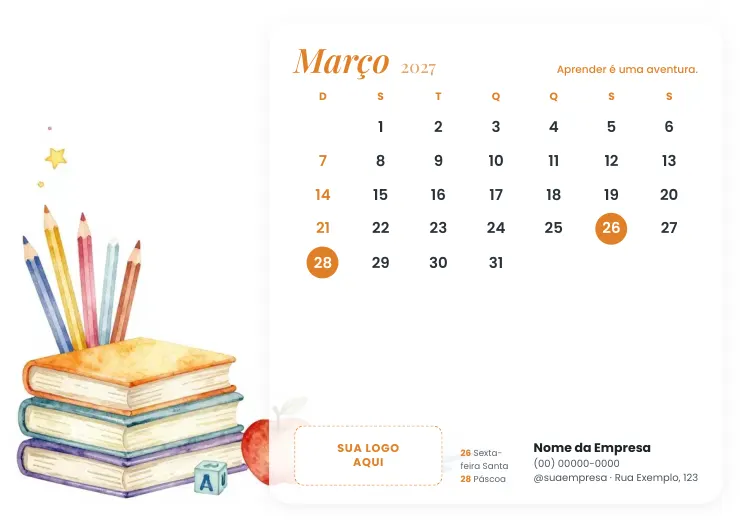 Março 2027
Aprender é uma aventura.
D S T Q Q S S
1 2 3 4 5 6
7 8 9 10 11 12 13
14 15 16 17 18 19 20
21 22 23 24 25 26 27
28 29 30 31
SUA LOGO
AQUI
26 Sexta-
feira Santa
28 Páscoa
Nome da Empresa
(00) 00000-0000
@suaempresa · Rua Exemplo, 123
A